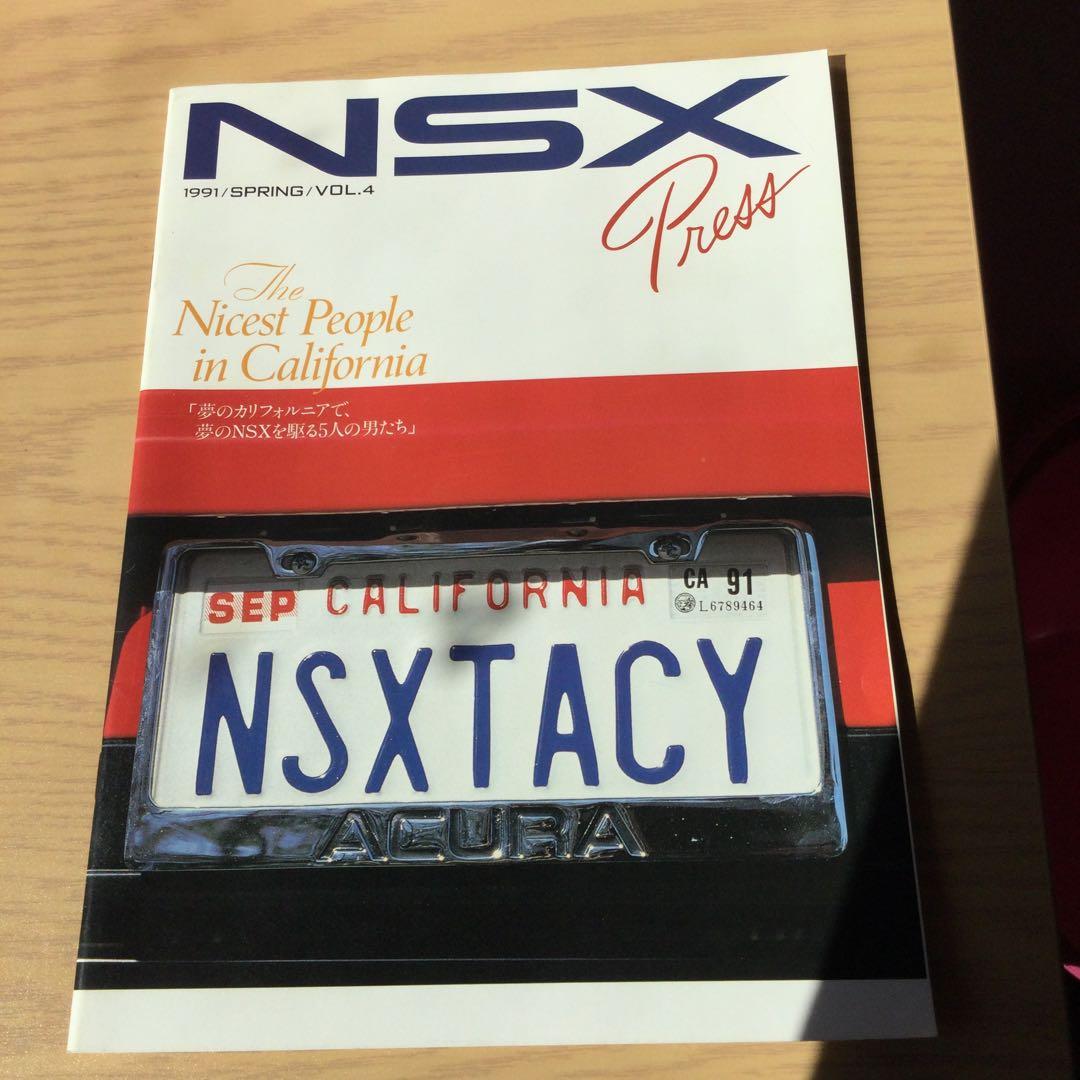 NSX
1991/SPRING/VOL.4
Press
The
Nicest People
in California
「夢のカリフォルニアで、
夢のNSXを駆る5人の男たち」
SEP CALIFORNIA CA 91
L6789464
NSXTACY
ACURA